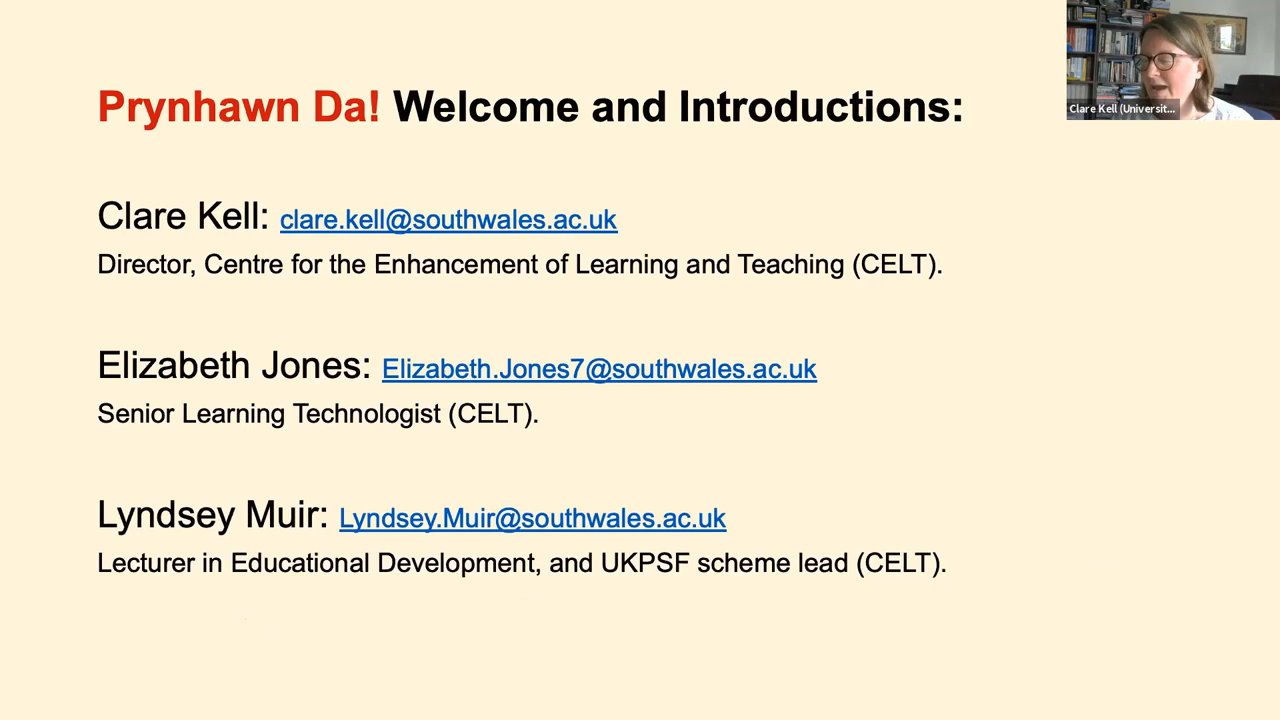 Prynhawn Da! Welcome and Introductions:
Clare Kell (Universit...
Clare Kell: clare.kell@southwales.ac.uk
Director, Centre for the Enhancement of Learning and Teaching (CELT).
Elizabeth Jones: Elizabeth.Jones7@southwales.ac.uk
Senior Learning Technologist (CELT).
Lyndsey Muir: Lyndsey.Muir@southwales.ac.uk
Lecturer in Educational Development, and UKPSF scheme lead (CELT).